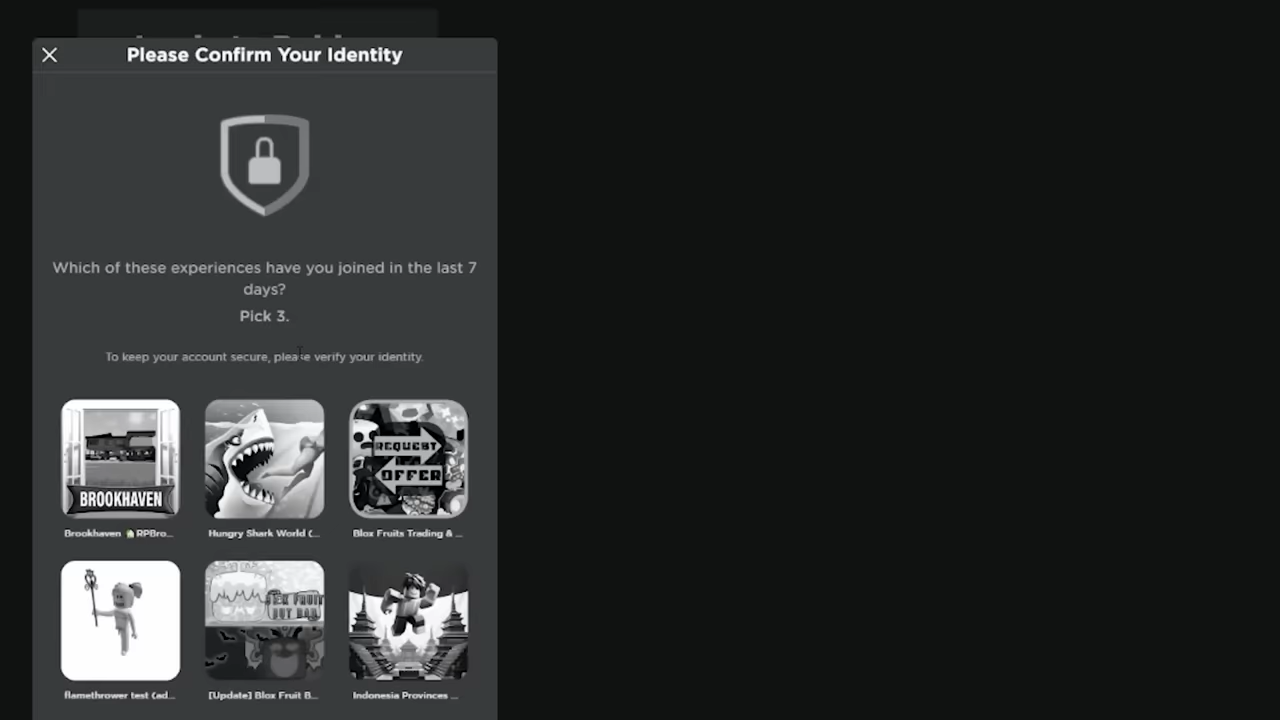 Please Confirm Your Identity
Which of these experiences have you joined in the last 7
days?
Pick 3.
To keep your account secure, please verify your identity.
BROOKHAVEN
REQUEST
OFFER
Brookhaven 🏡RPBro...
Hungry Shark World (...
Blox Fruits Trading & ...
FRUIT
flamethrower test (ad...
[Update] Blox Fruit B...
Indonesia Provinces ...